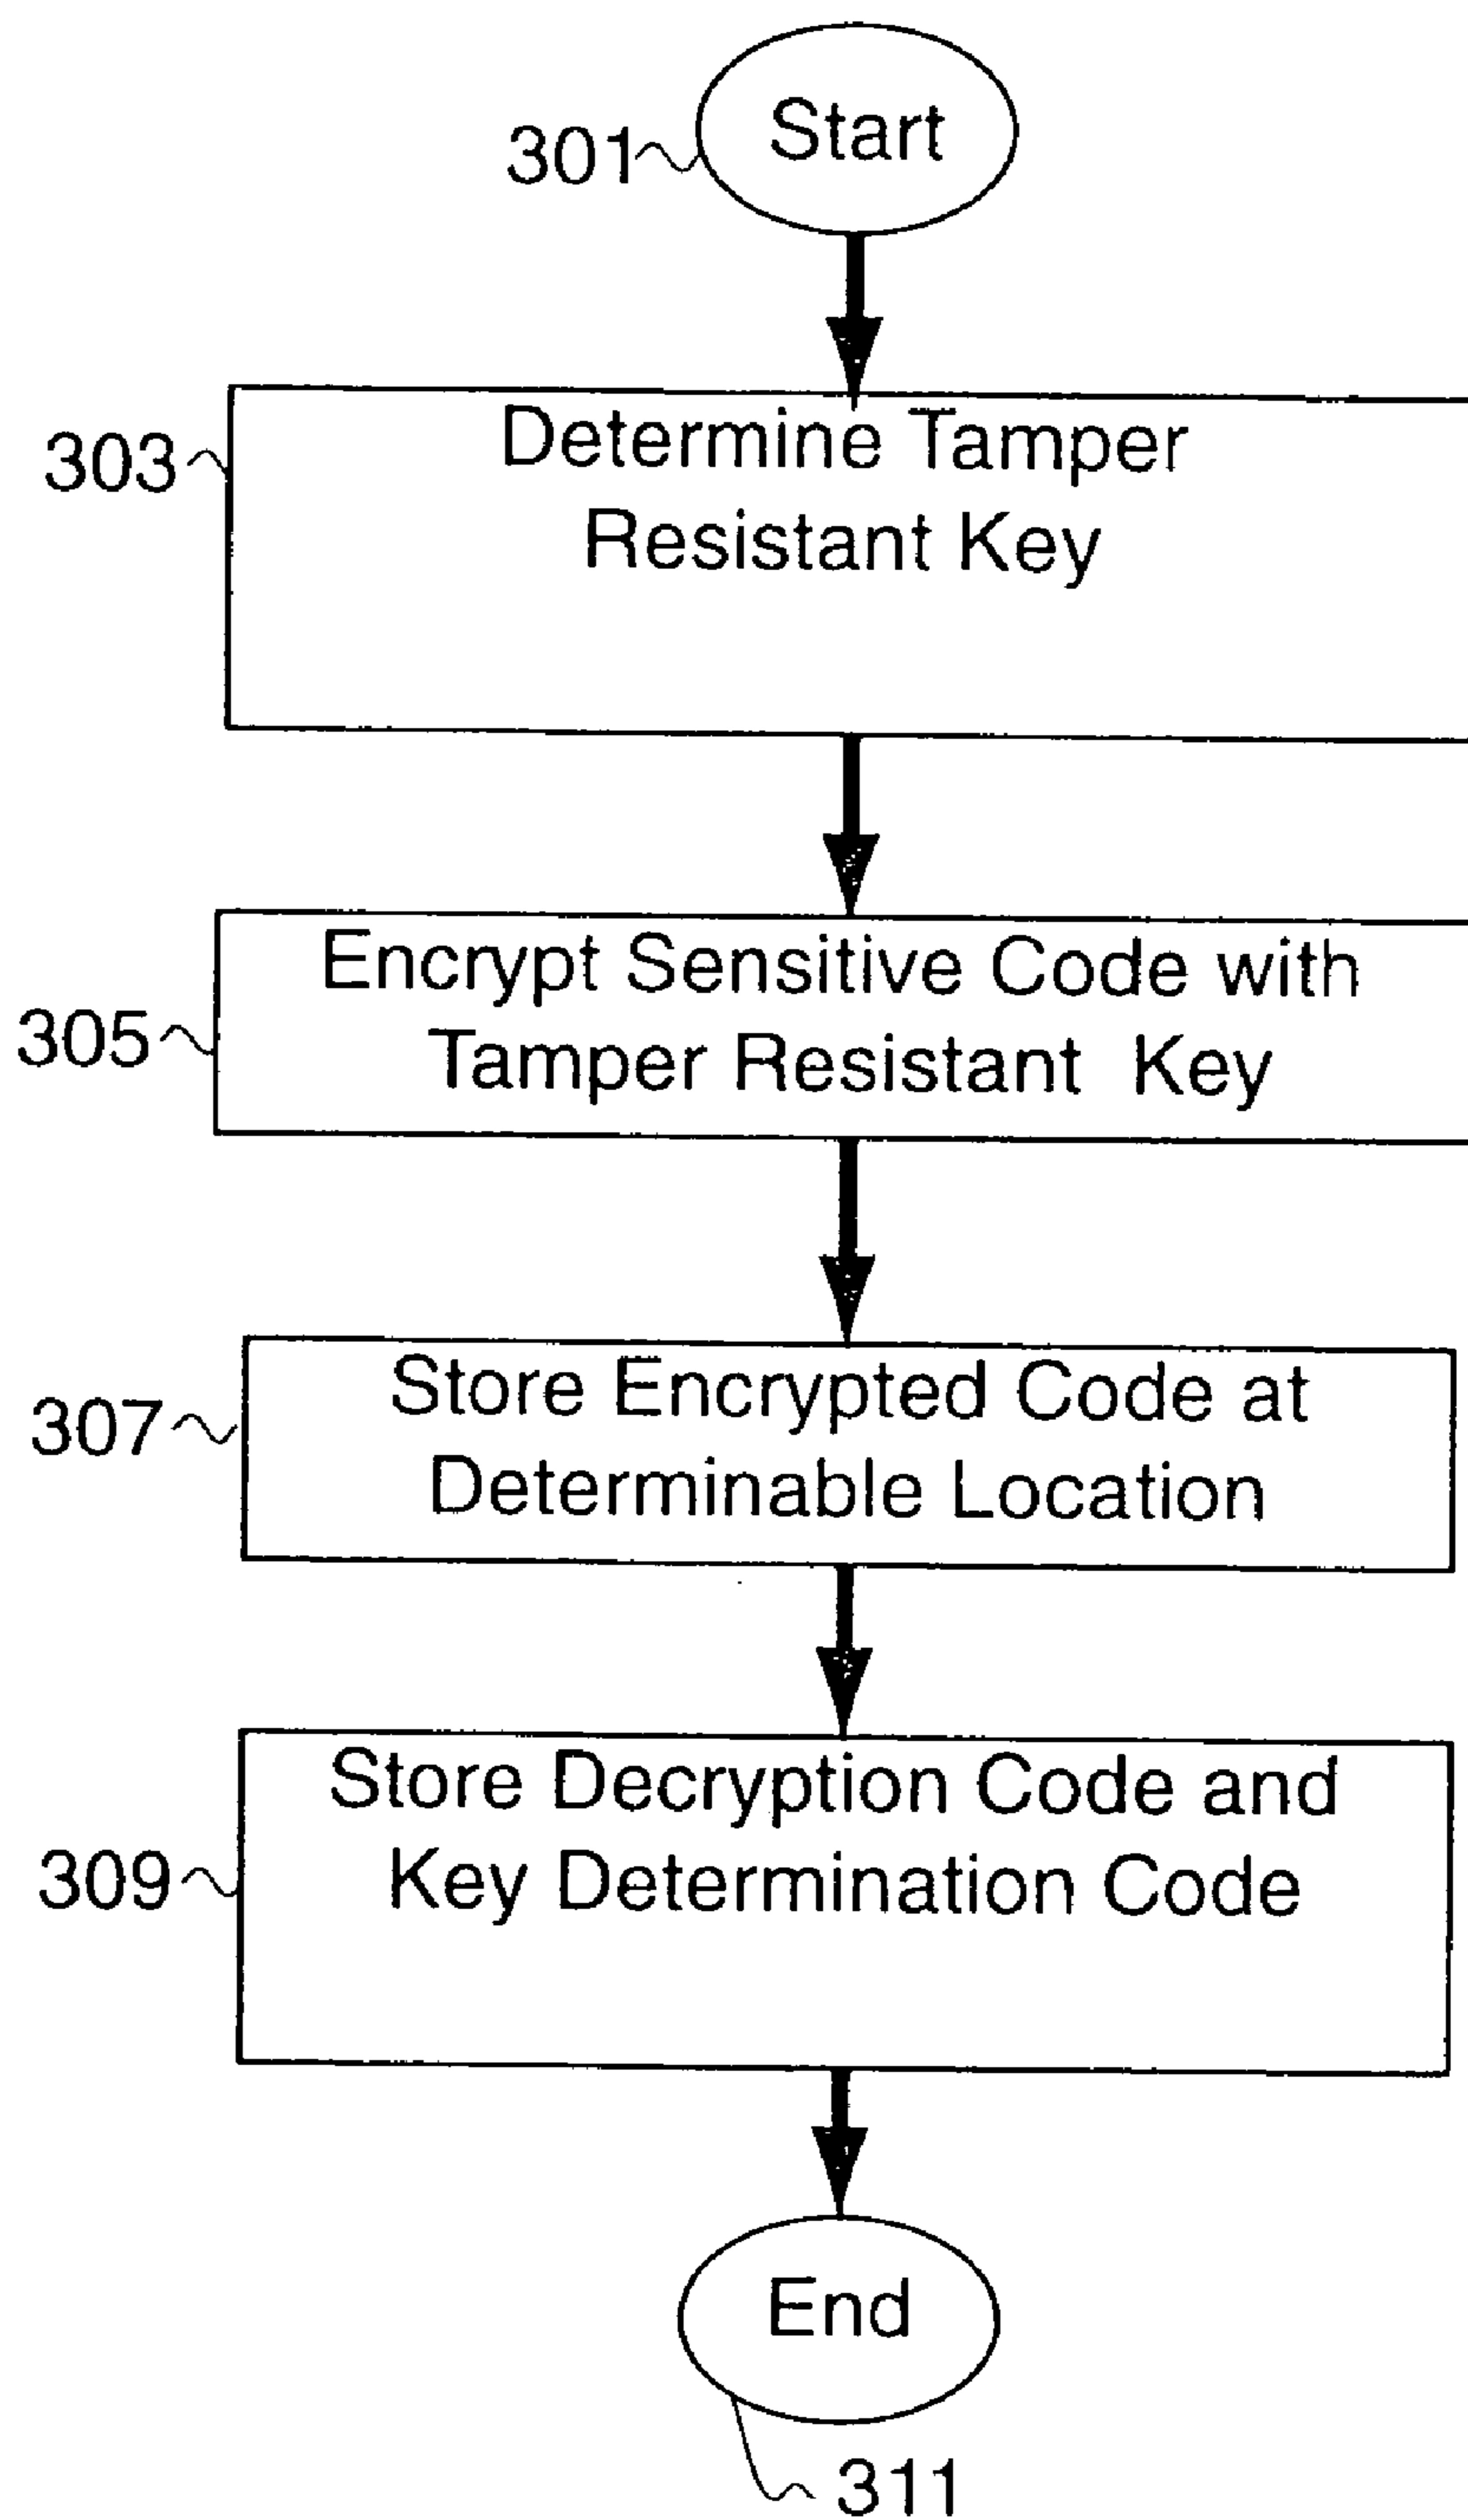 Start
301
Determine Tamper
303
Resistant Key
Encrypt Sensitive Code with
305
Tamper Resistant Key
Store Encrypted Code at
307
Determinable Location
Store Decryption Code and
309
Key Determination Code
End
311